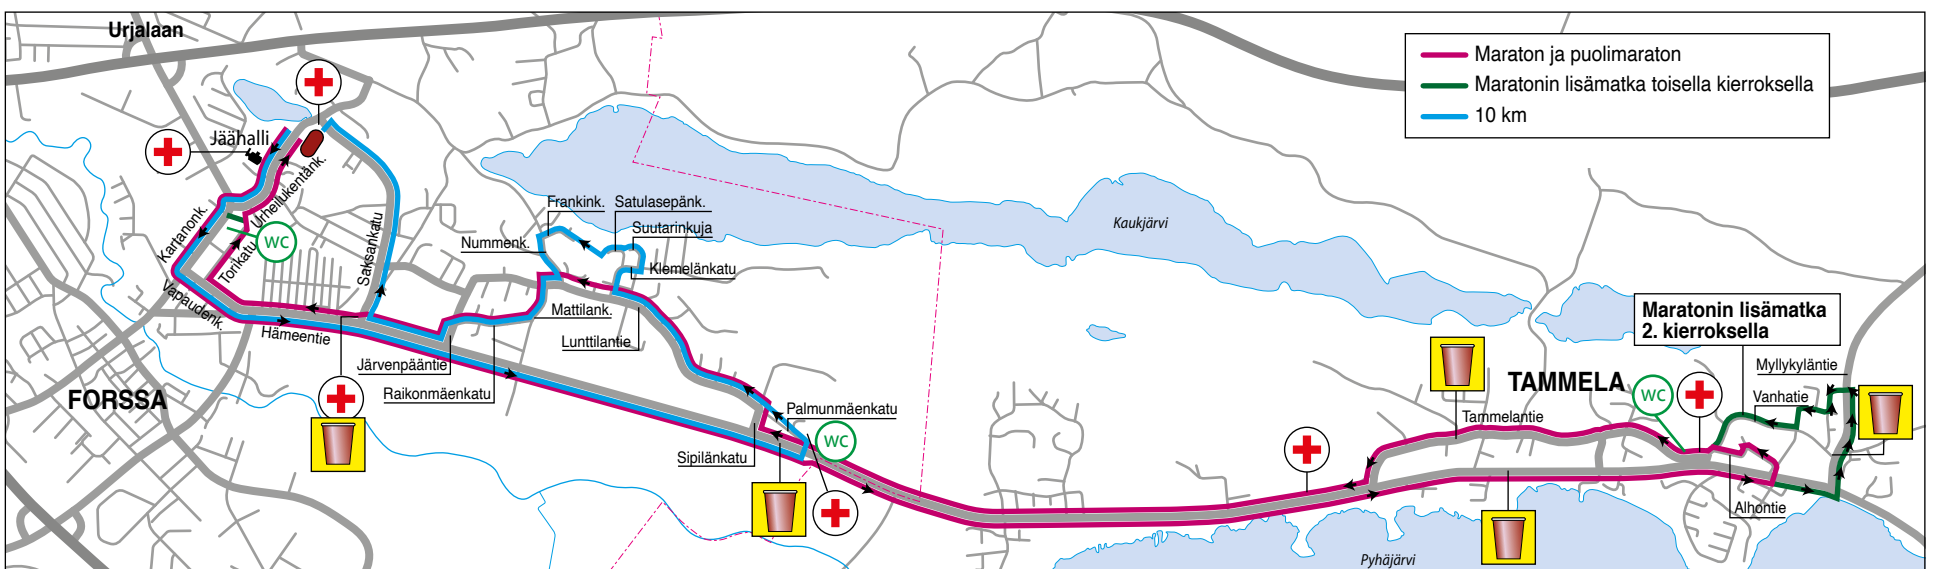 Urjalaan
Maraton ja puolimaraton
Maratonin lisämatka toisella kierroksella
10 km
Jäähalli
Urheilukentänk.
Kartanonk.
Torikatu
WC
Vapaudenk.
Hämeentie
Saksankatu
FORSSA
Frankink.
Satulasepänk.
Suutarinkuja
Nummenk.
Klemelänkatu
Mattilank.
Lunttilantie
Järvenpääntie
Raikonmäenkatu
Palmunmäenkatu
WC
Sipilänkatu
Kaukjärvi
Maratonin lisämatka
2. kierroksella
Myllykyläntie
TAMMELA
WC
Vanhatie
Tammelantie
Alhontie
Pyhäjärvi